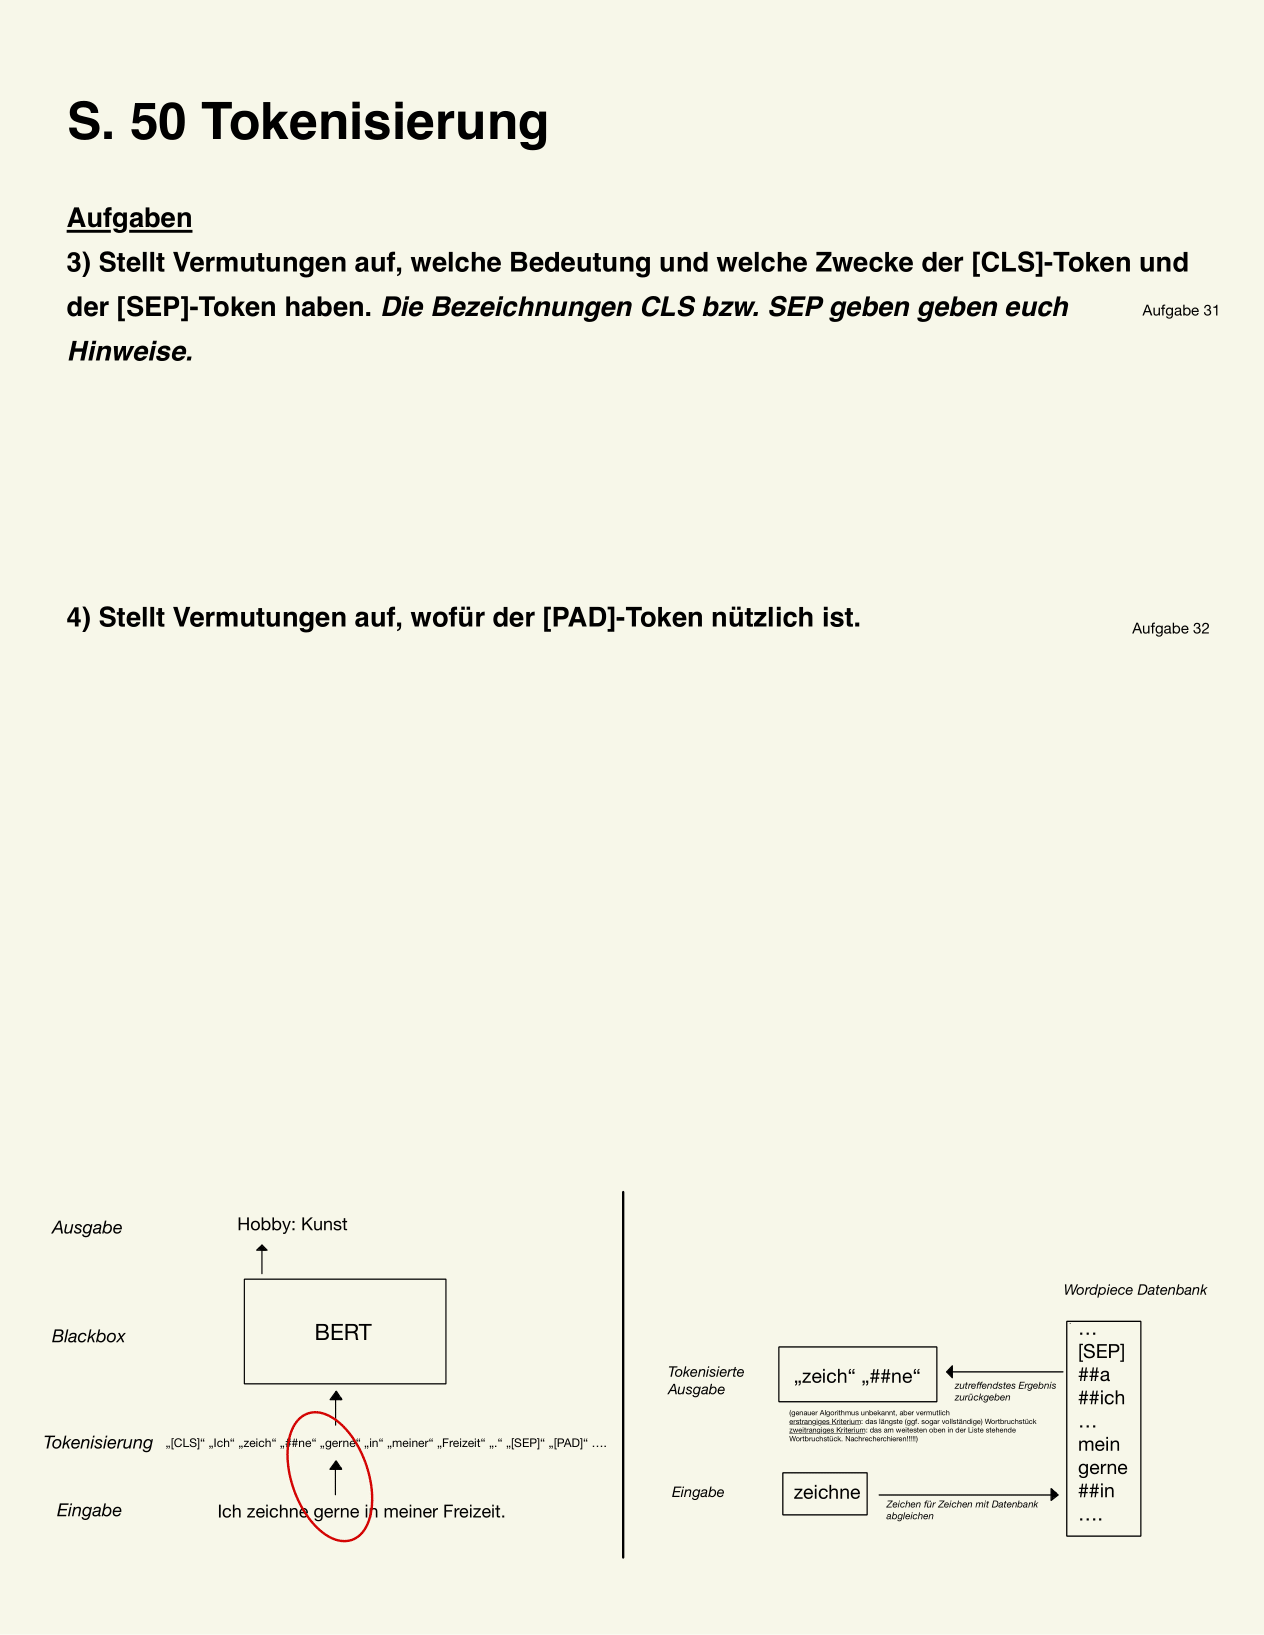 S. 50 Tokenisierung
Aufgaben
3) Stellt Vermutungen auf, welche Bedeutung und welche Zwecke der [CLS]-Token und
der [SEP]-Token haben. Die Bezeichnungen CLS bzw. SEP geben geben euch
Hinweise.
Aufgabe 31
4) Stellt Vermutungen auf, wofür der [PAD]-Token nützlich ist.
Aufgabe 32
Ausgabe
Hobby: Kunst
Blackbox
BERT
Tokenisierung
„[CLS]“ „Ich“ „zeich“ „##ne“ „gerne“ „in“ „meiner“ „Freizeit“ „.“ „[SEP]“ „[PAD]“ ….
Eingabe
Ich zeichne gerne in meiner Freizeit.
Wordpiece Datenbank
…
[SEP]
##a
##ich
…
mein
gerne
##in
….
Tokenisierte
Ausgabe
„zeich“ „##ne“
zutreffendstes Ergebnis
zurückgeben
(genauer Algorithmus unbekannt, aber vermutlich
erstrangiges Kriterium: das längste (ggf. sogar vollständige) Wortbruchstück
zweitrangiges Kriterium: das am weitesten oben in der Liste stehende
Wortbruchstück. Nachrecherchieren!!!!!)
Eingabe
zeichne
Zeichen für Zeichen mit Datenbank
abgleichen